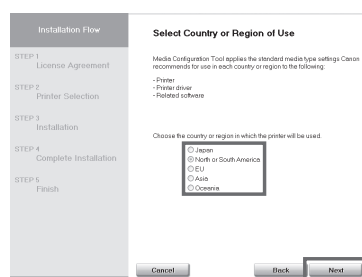 Installation Flow
STEP 1
License Agreement
STEP 2
Printer Selection
STEP 3
Installation
STEP 4
Complete Installation
STEP 5
Finish
Select Country or Region of Use
Media Configuration Tool applies the standard media type settings Canon
recommends for use in each country or region to the following:
- Printer
- Printer driver
- Related software
Choose the country or region in which the printer will be used.
Japan
North or South America
EU
Asia
Oceania
Cancel
Back
Next